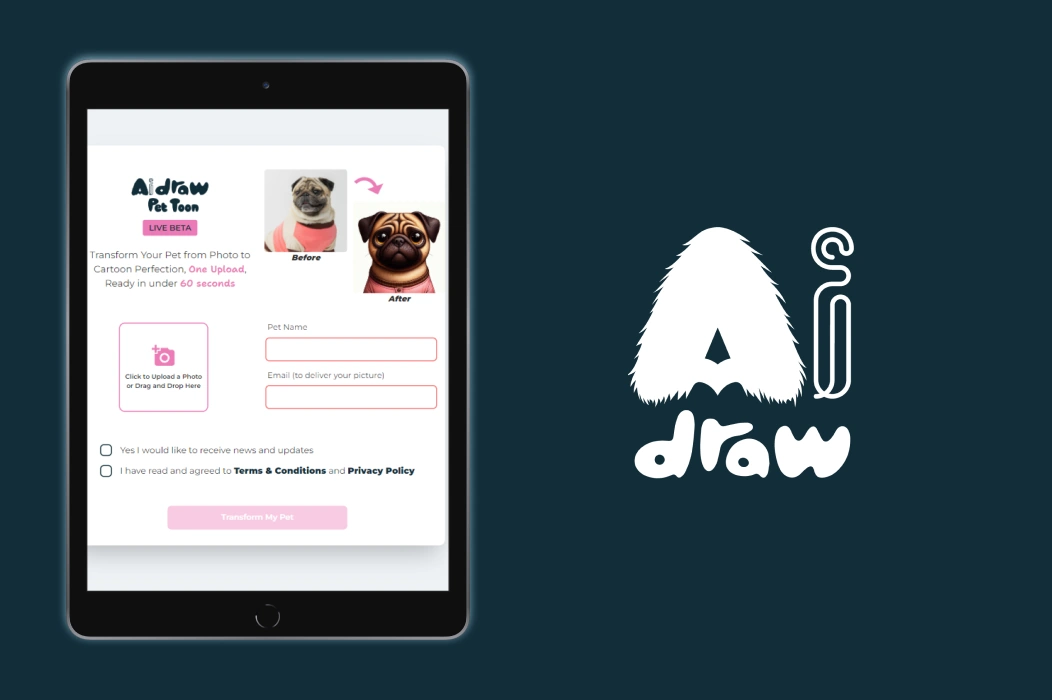 Ai draw
Pet Toon
LIVE BETA
Transform Your Pet from Photo to
Cartoon Perfection, One Upload,
Ready in under 60 seconds
Before
After
Click to Upload a Photo
or Drag and Drop Here
Pet Name
Email (to deliver your picture)
Yes I would like to receive news and updates
I have read and agreed to Terms & Conditions and Privacy Policy
Transform My Pet
Ai
draw